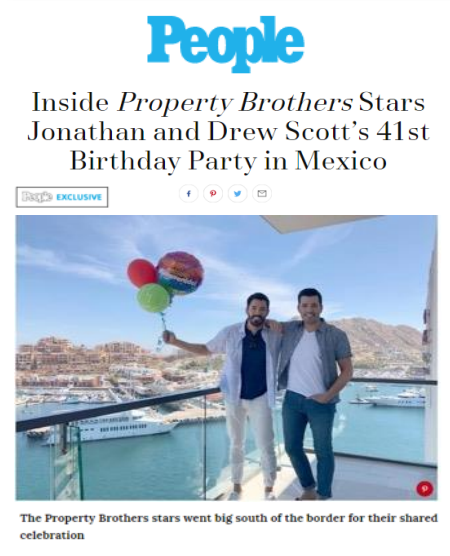 People
Inside Property Brothers Stars
Jonathan and Drew Scott's 41st
Birthday Party in Mexico
People EXCLUSIVE
The Property Brothers stars went big south of the border for their shared
celebration